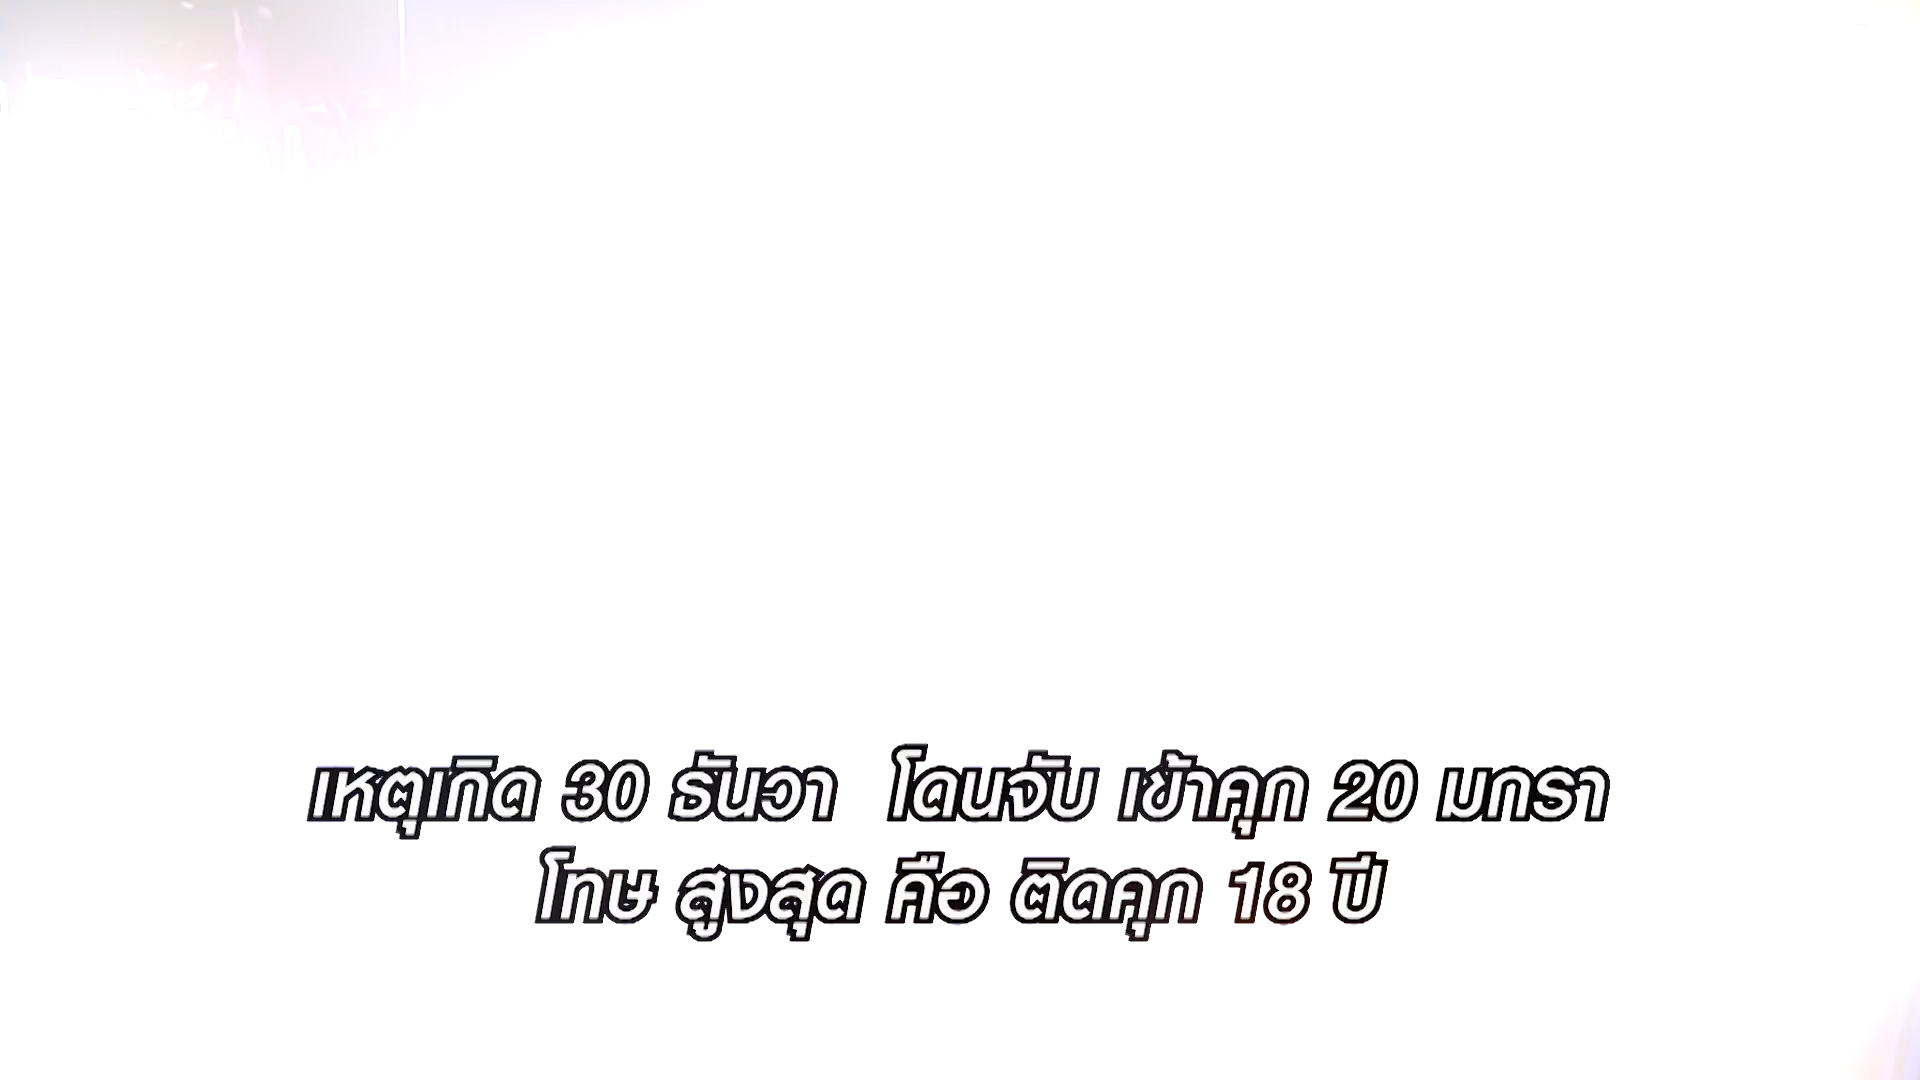 เหตุเกิด 30 ธันวา โดนจับ เข้าคุก 20 มกรา
โทษ สูงสุด คือ ติดคุก 18 ปี